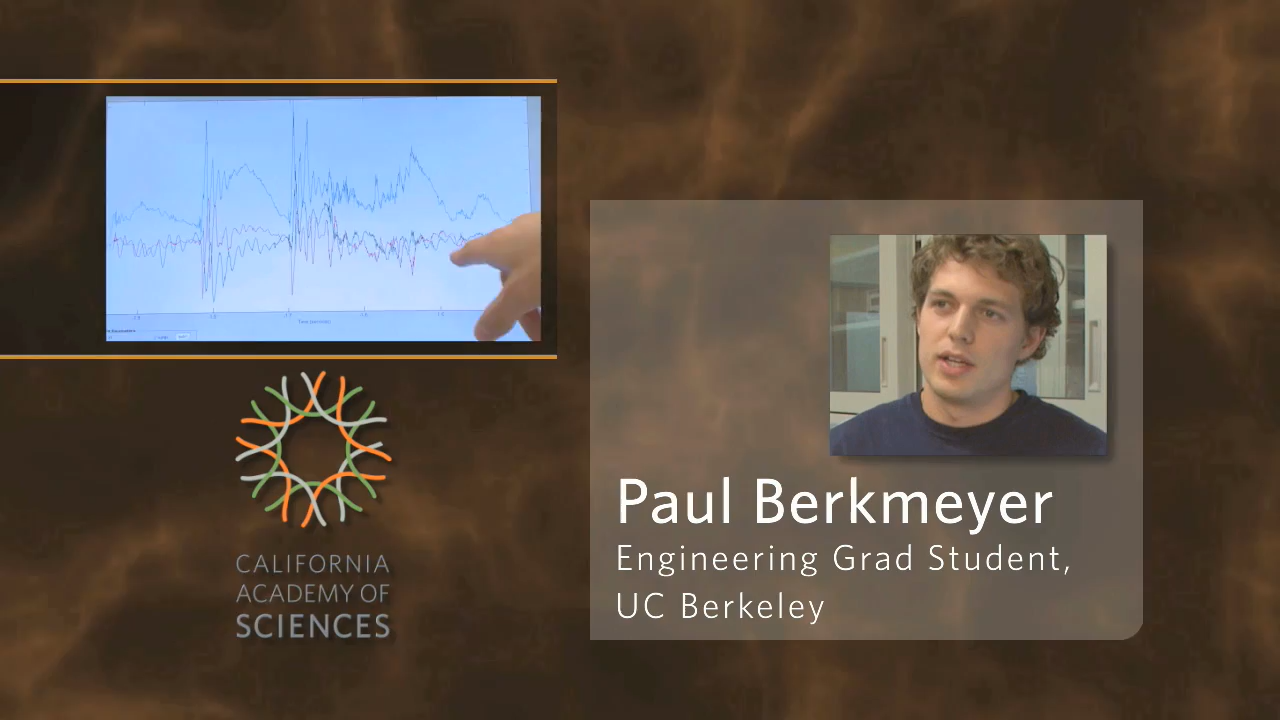 CALIFORNIA
ACADEMY OF
SCIENCES
Paul Berkmeyer
Engineering Grad Student,
UC Berkeley